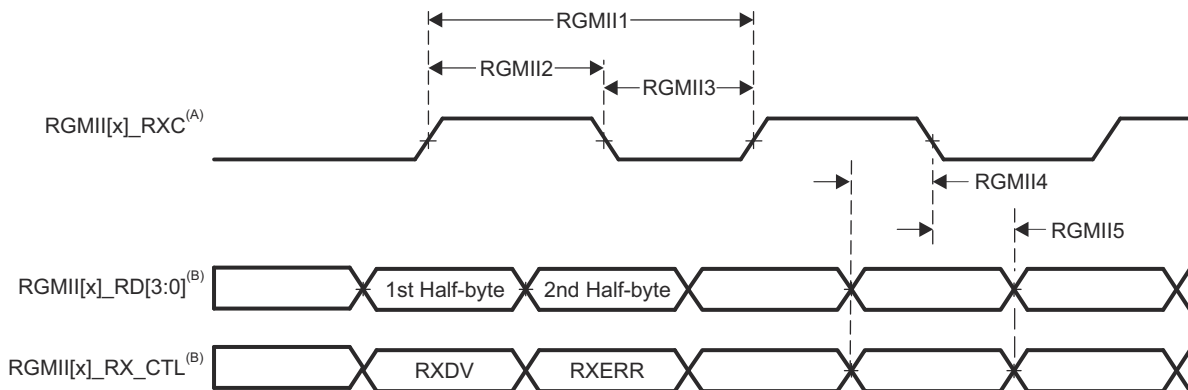 RGMII1
RGMII2
RGMII3
RGMII[x]_RXC(A)
RGMII4
RGMII5
RGMII[x]_RD[3:0](B)
1st Half-byte
2nd Half-byte
RGMII[x]_RX_CTL(B)
RXDV
RXERR